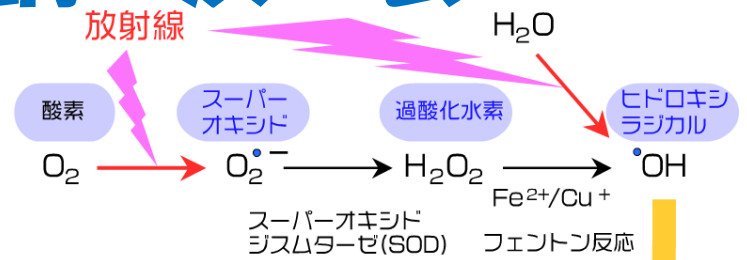 放射線
H₂O
酸素
スーパー
オキシド
過酸化水素
ヒドロキシ
ラジカル
O₂
O₂•−
H₂O₂
•OH
Fe²⁺/Cu⁺
スーパーオキシド
ジスムターゼ(SOD)
フェントン反応